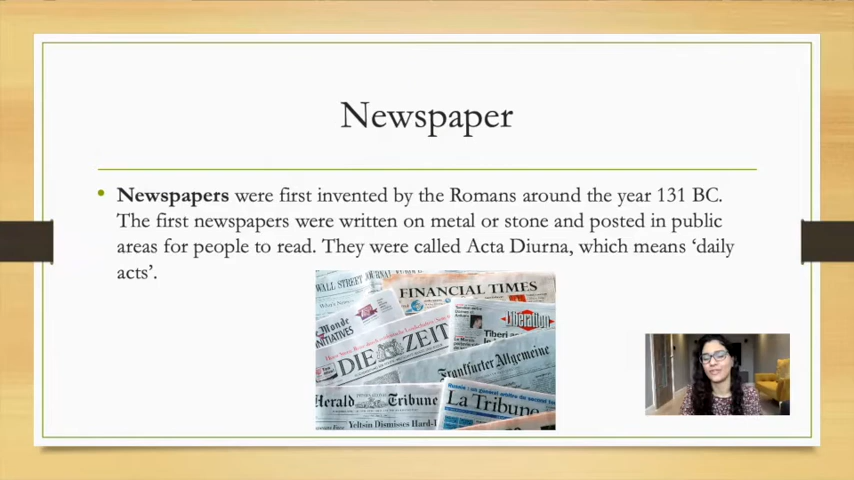 Newspaper
• Newspapers were first invented by the Romans around the year 131 BC.
The first newspapers were written on metal or stone and posted in public
areas for people to read. They were called Acta Diurna, which means ‘daily
acts’.
WALL STREET JOURNAL
FINANCIAL TIMES
Monde
INITIATIVES
Libération
Tiberi
DIE ZEIT
Frankfurter Allgemeine
Herald Tribune
La Tribune
Yeltsin Dismisses Hard-